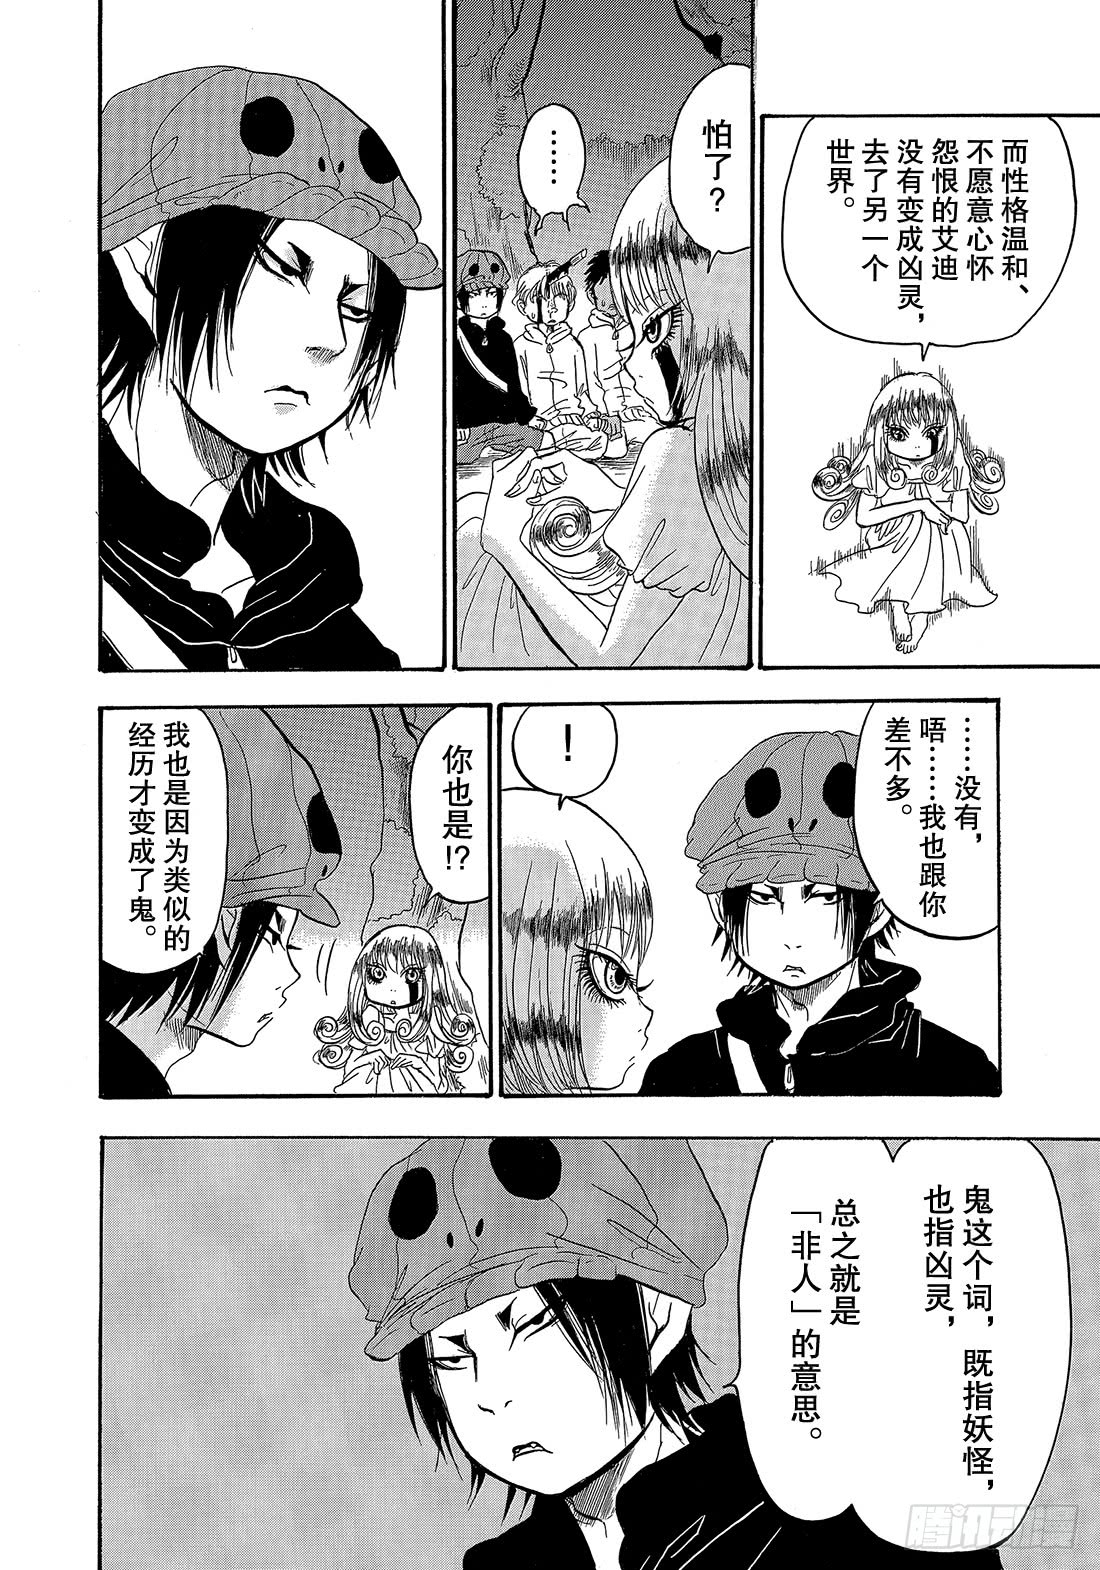 而性格温和、
不愿意心怀
怨恨的艾迪
没有变成凶灵，
去了另一个
世界。
怕了？
……
……没有，
唔……我也跟你
差不多。
！
你也是!?
我也是因为类似的
经历才变成了鬼。
鬼这个词，既指妖怪，
也指凶灵，
总之就是
「非人」的意思。
腾讯动漫